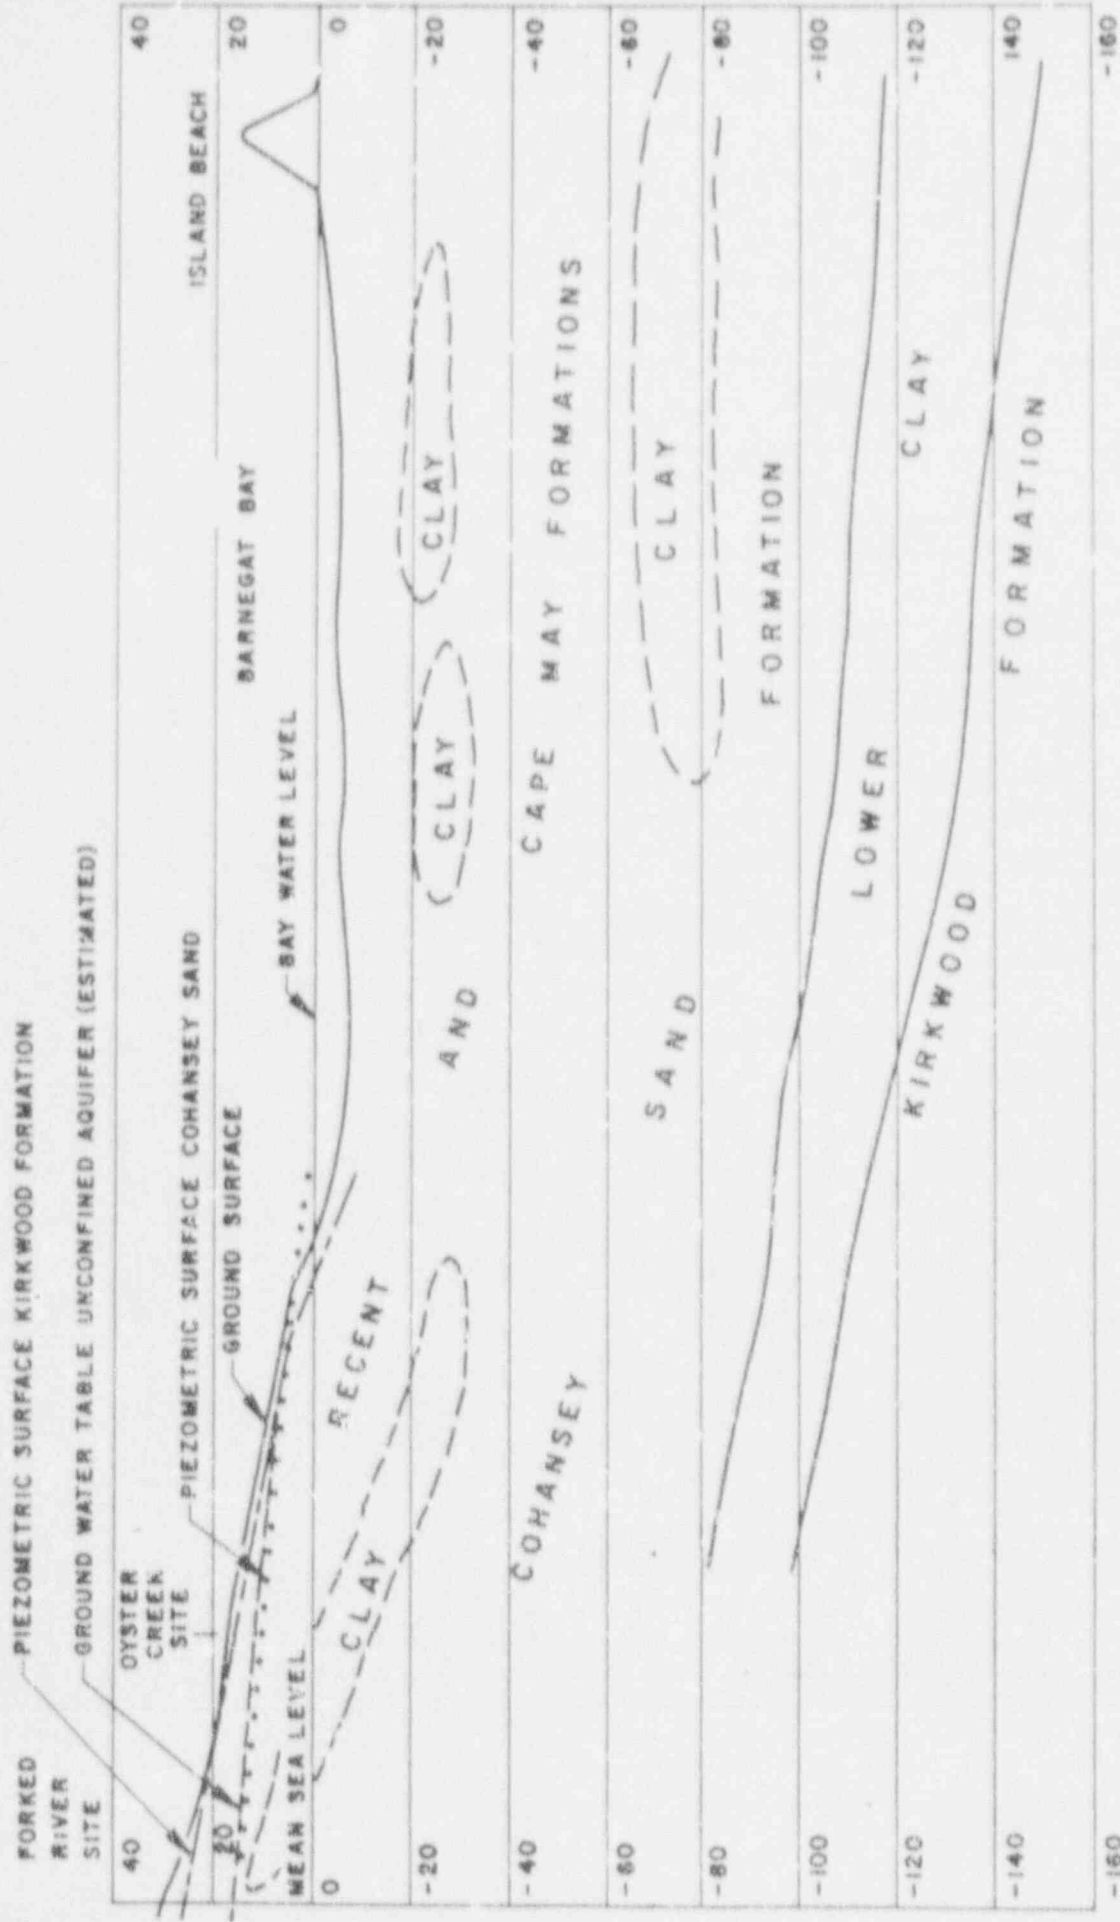 FORKED
RIVER
SITE
PIEZOMETRIC SURFACE KIRKWOOD FORMATION
GROUND WATER TABLE UNCONFINED AQUIFER (ESTIMATED)
OYSTER
CREEK
SITE
PIEZOMETRIC SURFACE COHANSEY SAND
GROUND SURFACE
BAY WATER LEVEL
BARNEGAT BAY
ISLAND BEACH
MEAN SEA LEVEL
40
20
0
-20
-40
-60
-80
-100
-120
-140
-160
40
20
0
-20
-40
-60
-80
-100
-120
140
-160
RECENT AND CAPE MAY FORMATIONS
CLAY
CLAY
CLAY
COHANSEY SAND FORMATION
CLAY
LOWER CLAY
KIRKWOOD FORMATION